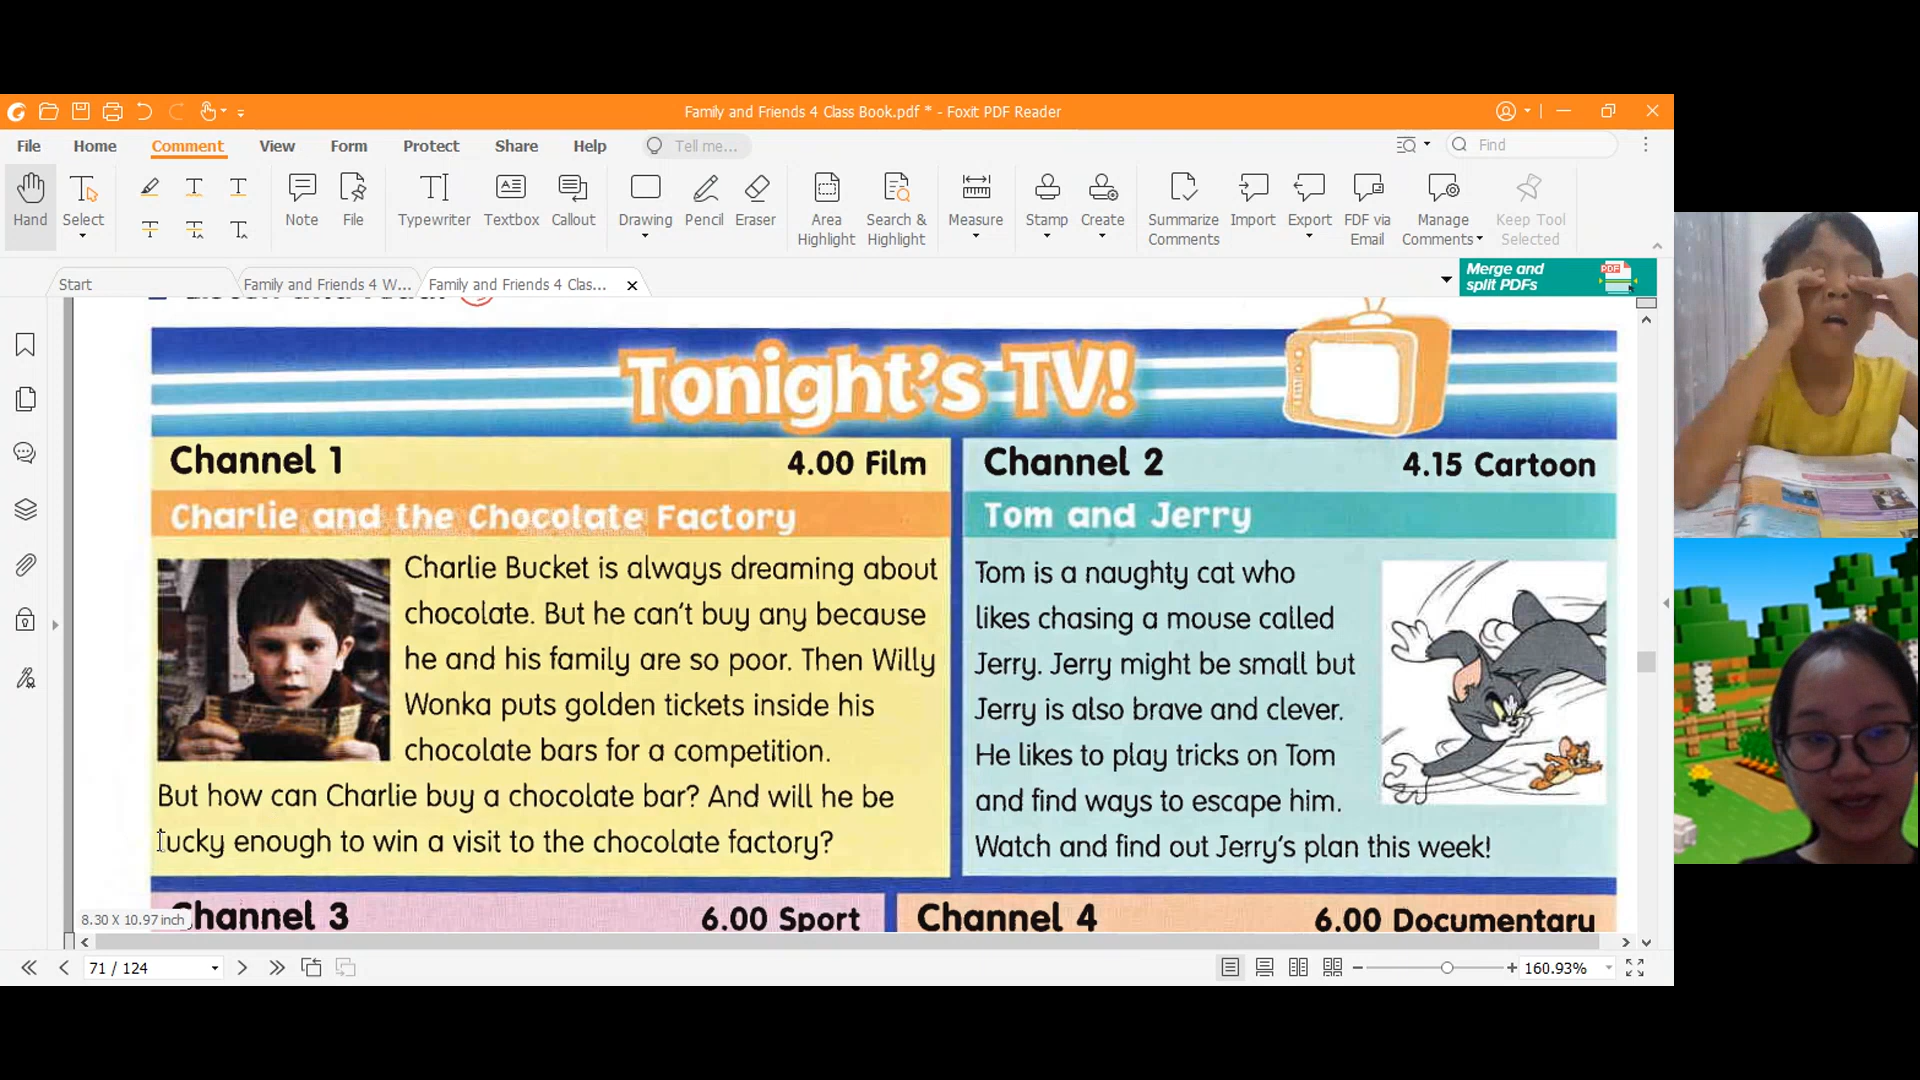 Family and Friends 4 Class Book.pdf * - Foxit PDF Reader
File Home Comment View Form Protect Share Help Tell me... Find
Hand Select Note File Typewriter Textbox Callout Drawing Pencil Eraser Area Highlight Search & Highlight Measure Stamp Create Summarize Comments Import Export FDF via Email Manage Comments Keep Tool Selected
Start Family and Friends 4 W... Family and Friends 4 Clas... Merge and split PDFs
Tonight's TV!
Channel 1 4.00 Film
Charlie and the Chocolate Factory
Charlie Bucket is always dreaming about
chocolate. But he can't buy any because
he and his family are so poor. Then Willy
Wonka puts golden tickets inside his
chocolate bars for a competition.
But how can Charlie buy a chocolate bar? And will he be
lucky enough to win a visit to the chocolate factory?
Channel 2 4.15 Cartoon
Tom and Jerry
Tom is a naughty cat who
likes chasing a mouse called
Jerry. Jerry might be small but
Jerry is also brave and clever.
He likes to play tricks on Tom
and find ways to escape him.
Watch and find out Jerry's plan this week!
Channel 3 6.00 Sport
Channel 4 6.00 Documentary
8.30 X 10.97 inch
71 / 124 160.93%